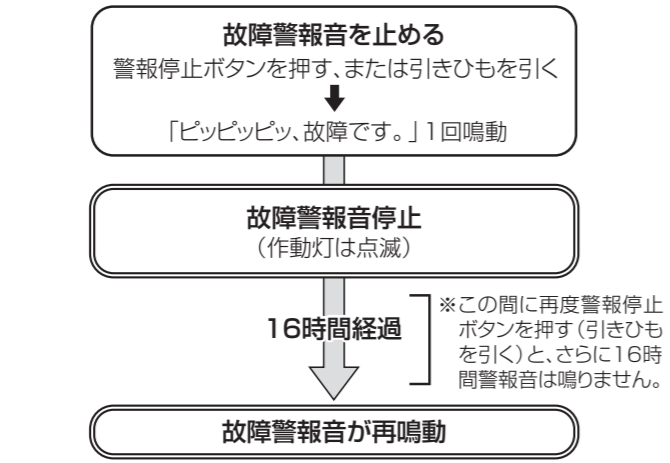 故障警報音を止める
警報停止ボタンを押す、または引きひもを引く
「ピッピッピッ、故障です。」1回鳴動
故障警報音停止
（作動灯は点滅）
16時間経過
※この間に再度警報停止
ボタンを押す（引きひも
を引く）と、さらに16時
間警報音は鳴りません。
故障警報音が再鳴動